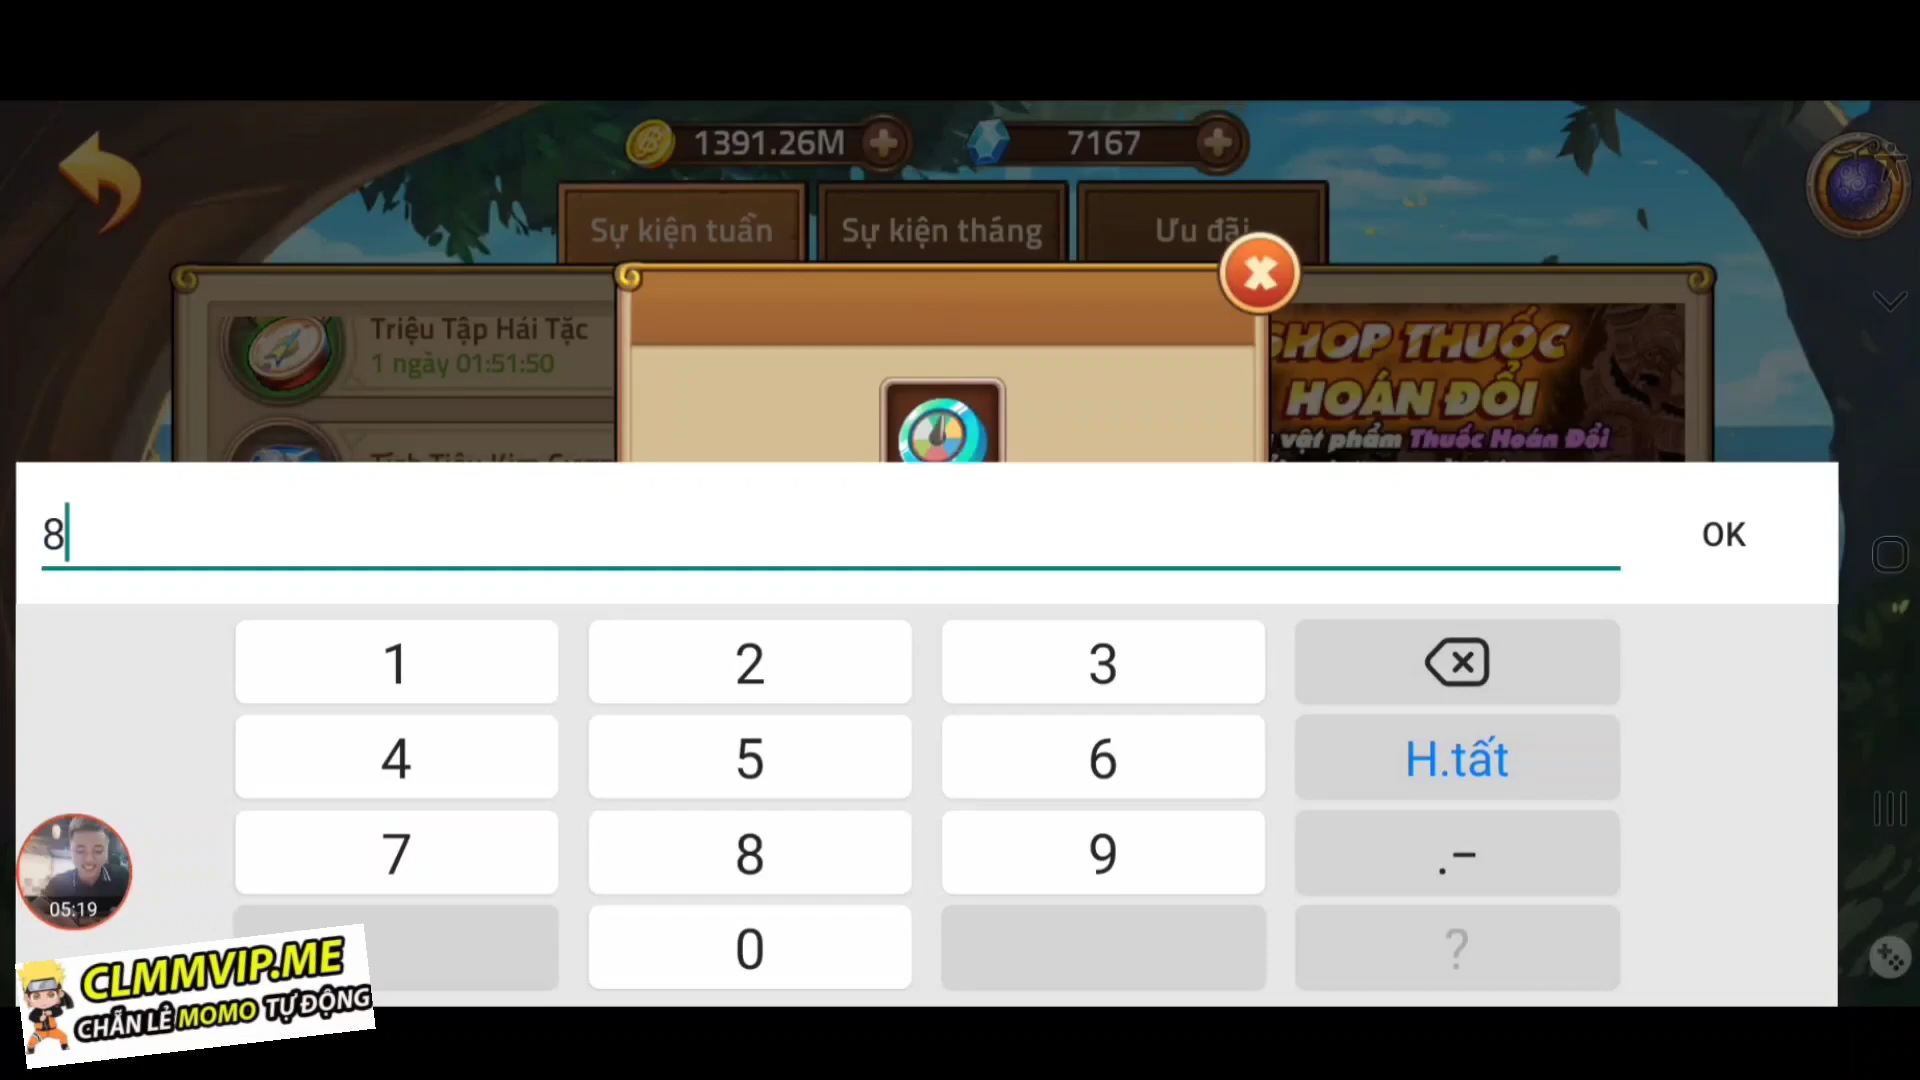 1391.26M
7167
Sự kiện tuần
Sự kiện tháng
Ưu đãi
Triệu Tập Hải Tặc
1 ngày 01:51:50
SHOP THUỐC
HOÁN ĐỔI
vật phẩm Thuốc Hoán Đổi
8
OK
1
2
3
4
5
6
H.tất
7
8
9
.–
0
?
05:19
CLMMVIP.ME
CHẴN LẺ MOMO TỰ ĐỘNG